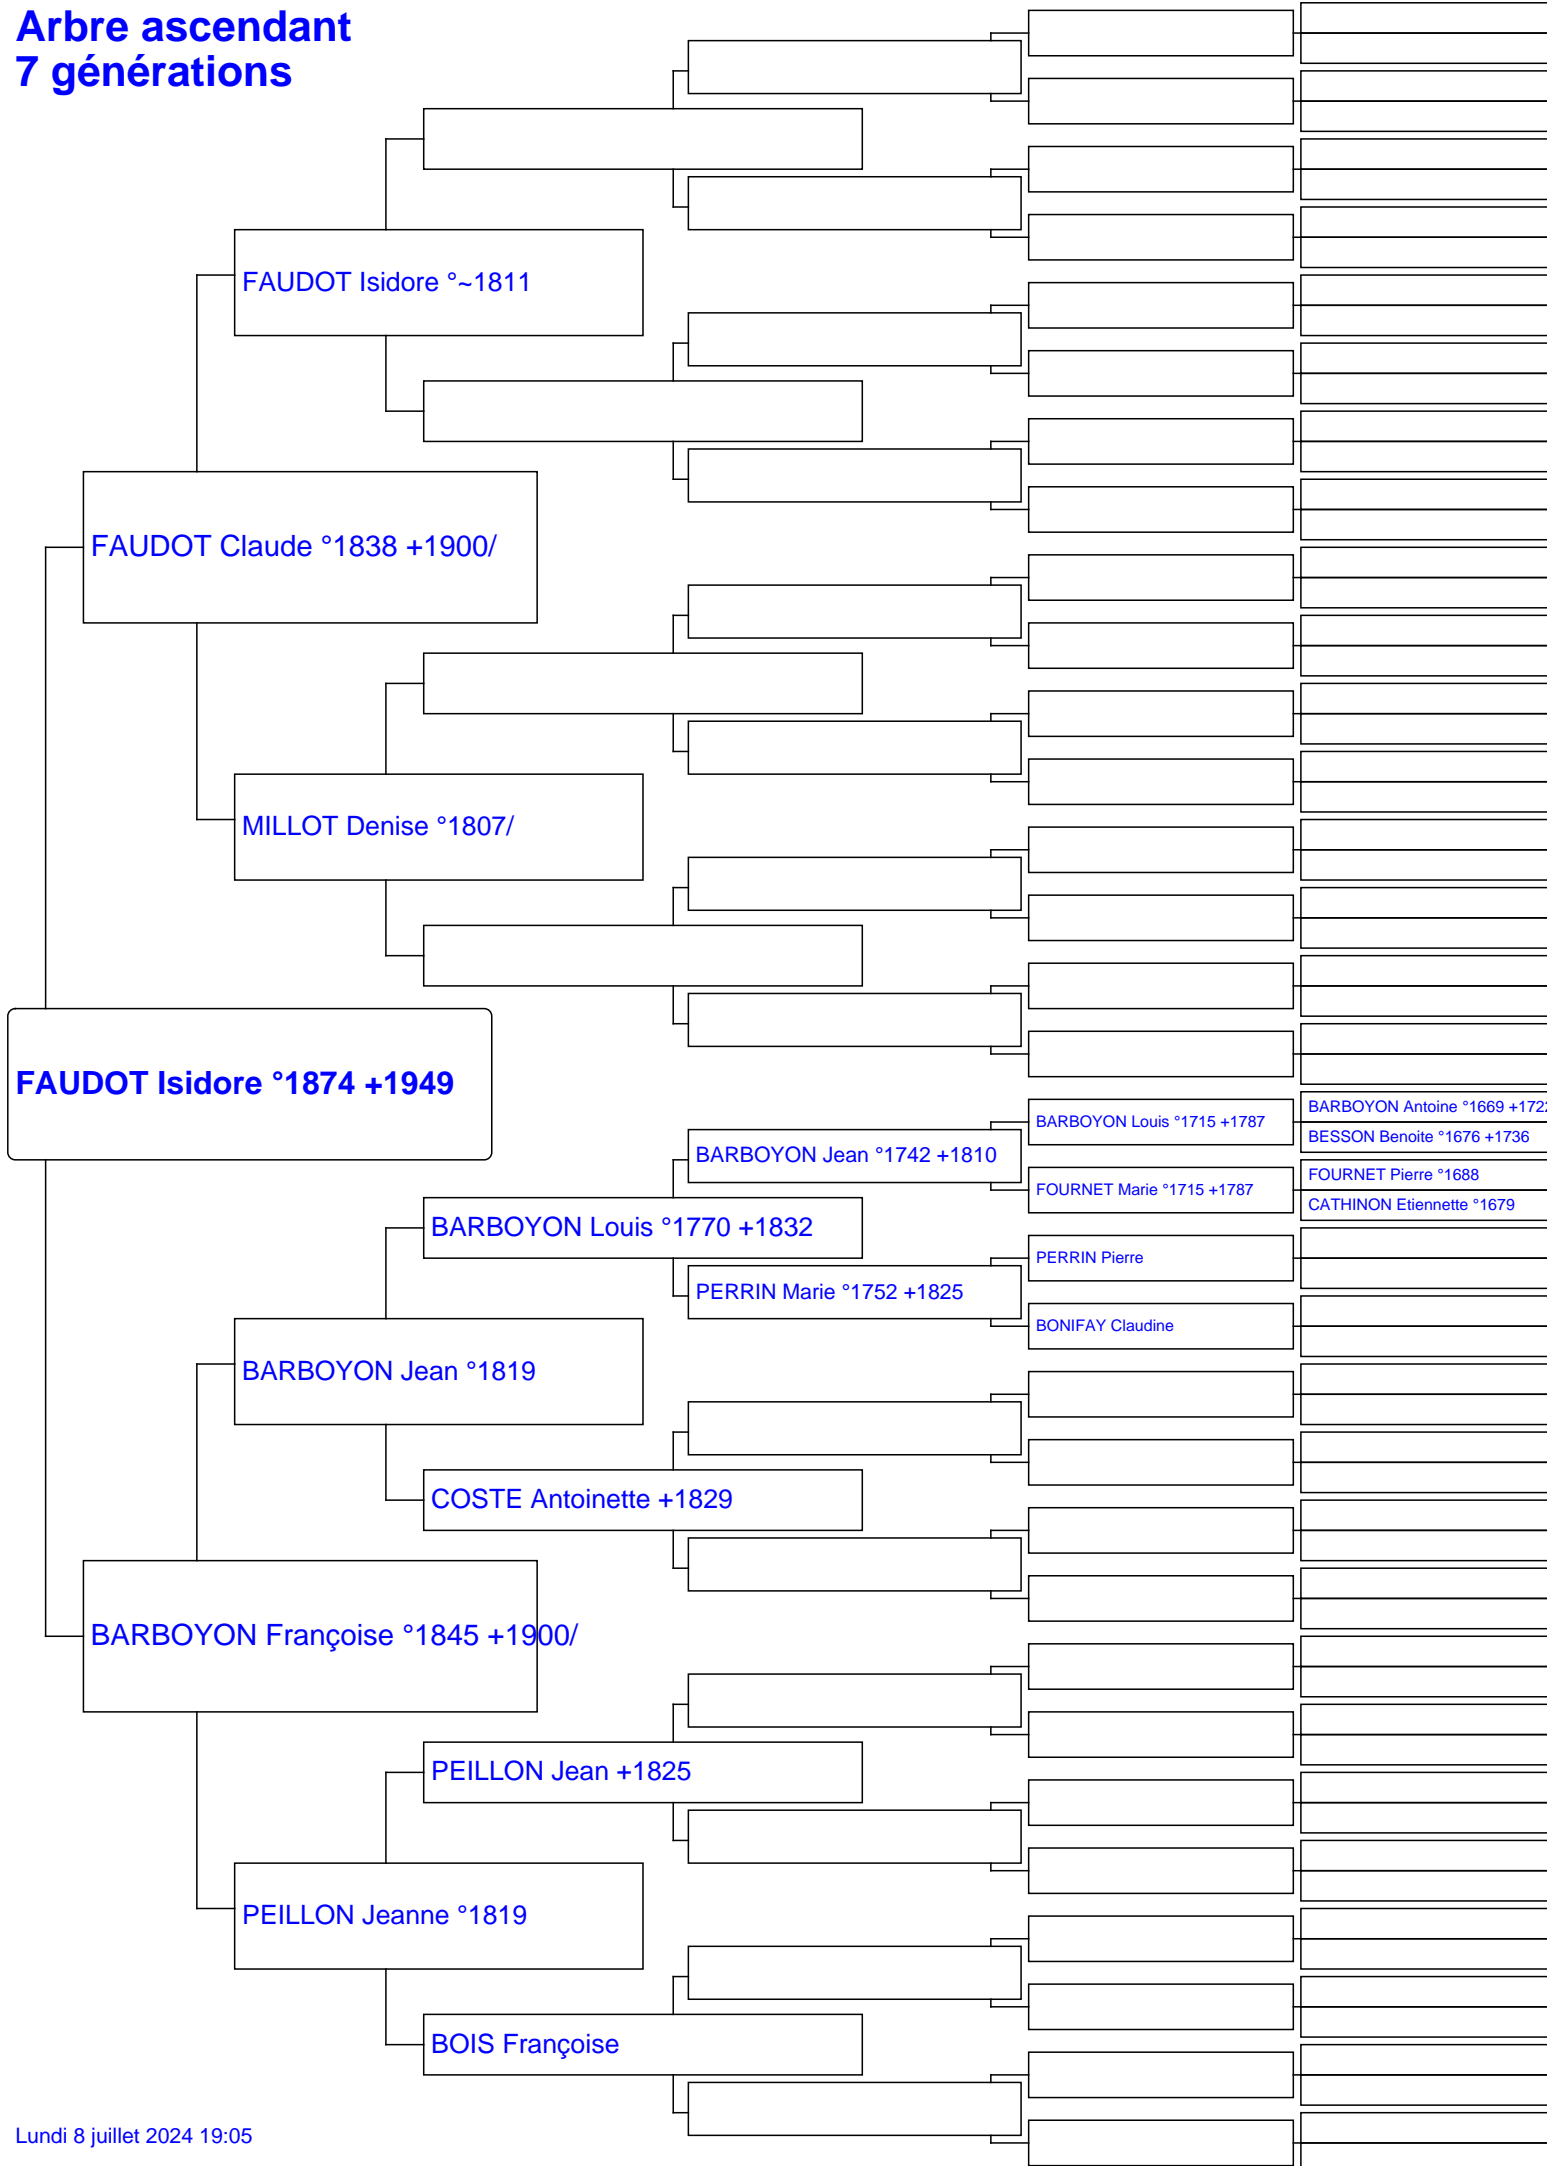 Arbre ascendant
7 générations
FAUDOT Isidore °~1811
FAUDOT Claude °1838 +1900/
MILLOT Denise °1807/
FAUDOT Isidore °1874 +1949
BARBOYON Antoine °1669 +1722
BARBOYON Louis °1715 +1787
BESSON Benoite °1676 +1736
BARBOYON Jean °1742 +1810
FOURNET Pierre °1688
FOURNET Marie °1715 +1787
CATHINON Etiennette °1679
BARBOYON Louis °1770 +1832
PERRIN Pierre
PERRIN Marie °1752 +1825
BONIFAY Claudine
BARBOYON Jean °1819
COSTE Antoinette +1829
BARBOYON Françoise °1845 +1900/
PEILLON Jean +1825
PEILLON Jeanne °1819
BOIS Françoise
Lundi 8 juillet 2024 19:05